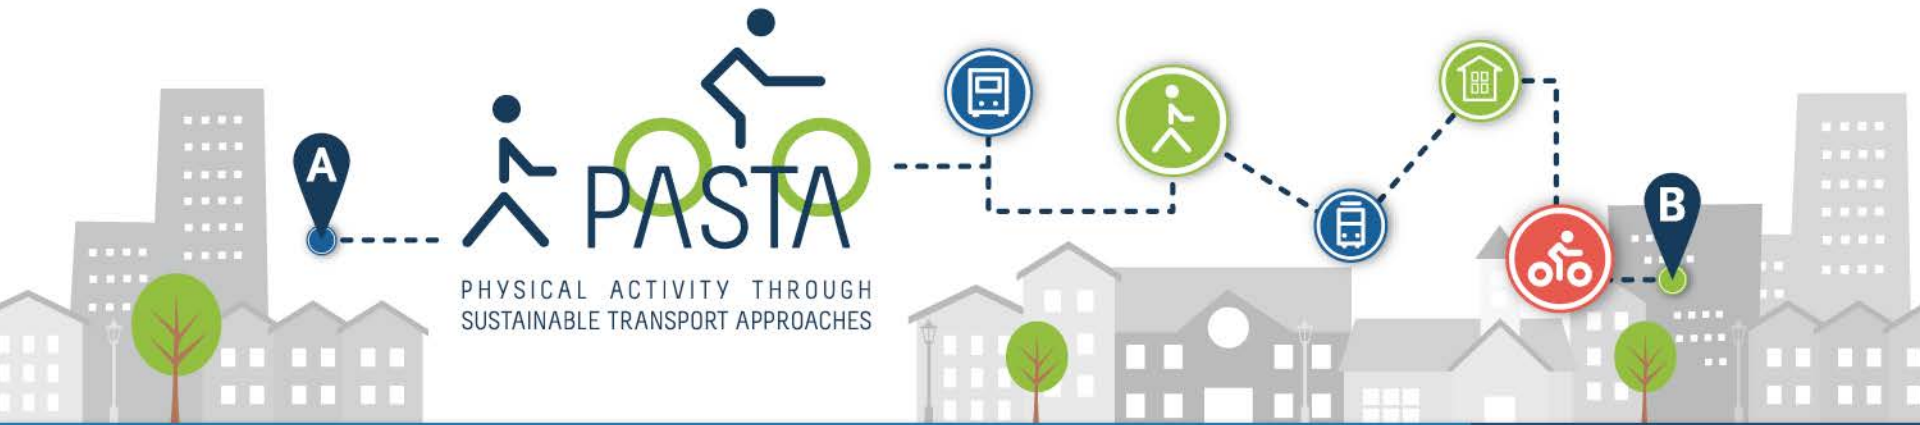 A
PASTA
PHYSICAL ACTIVITY THROUGH
SUSTAINABLE TRANSPORT APPROACHES
B